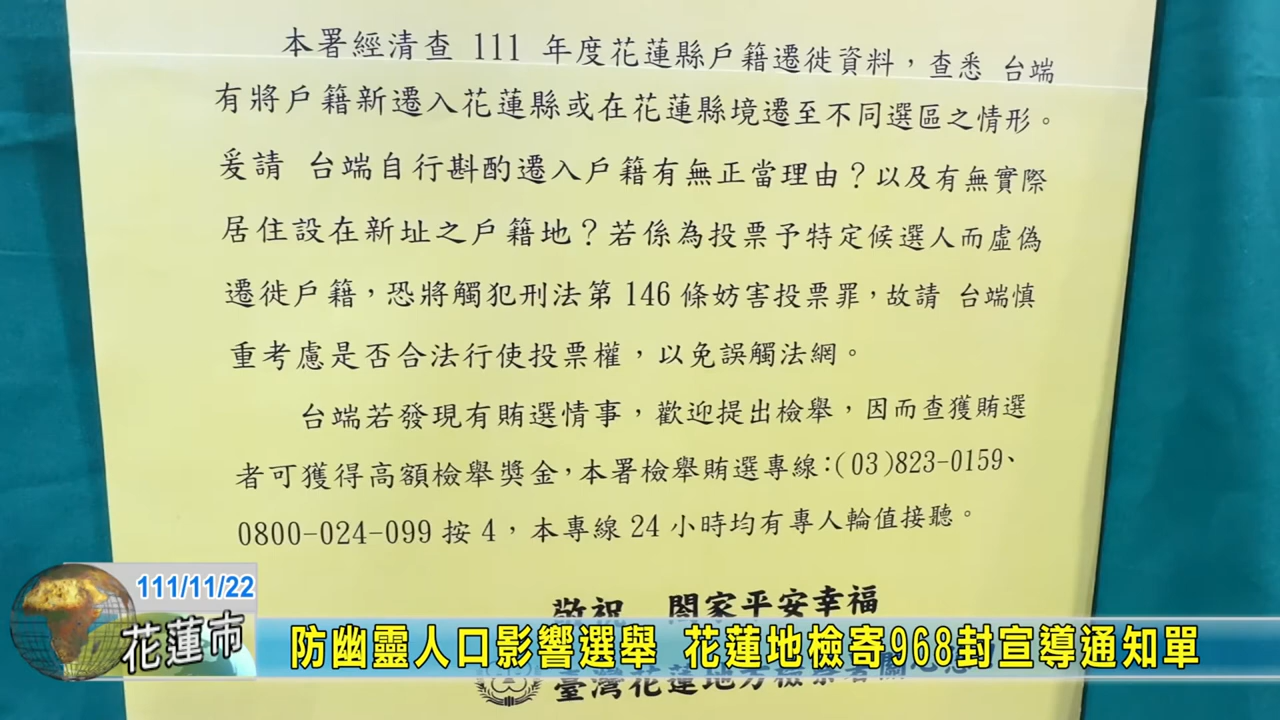 本署經清查 111 年度花蓮縣戶籍遷徙資料，查悉 台端
有將戶籍新遷入花蓮縣或在花蓮縣境遷至不同選區之情形。
爰請 台端自行斟酌遷入戶籍有無正當理由？以及有無實際
居住設在新址之戶籍地？若係為投票予特定候選人而虛偽
遷徙戶籍，恐將觸犯刑法第 146 條妨害投票罪，故請 台端慎
重考慮是否合法行使投票權，以免誤觸法網。
台端若發現有賄選情事，歡迎提出檢舉，因而查獲賄選
者可獲得高額檢舉獎金，本署檢舉賄選專線：(03)823-0159、
0800-024-099 按 4，本專線 24 小時均有專人輪值接聽。
敬祝 闔家平安幸福
111/11/22
花蓮市
防幽靈人口影響選舉 花蓮地檢寄968封宣導通知單
臺灣花蓮地方檢察署關心您